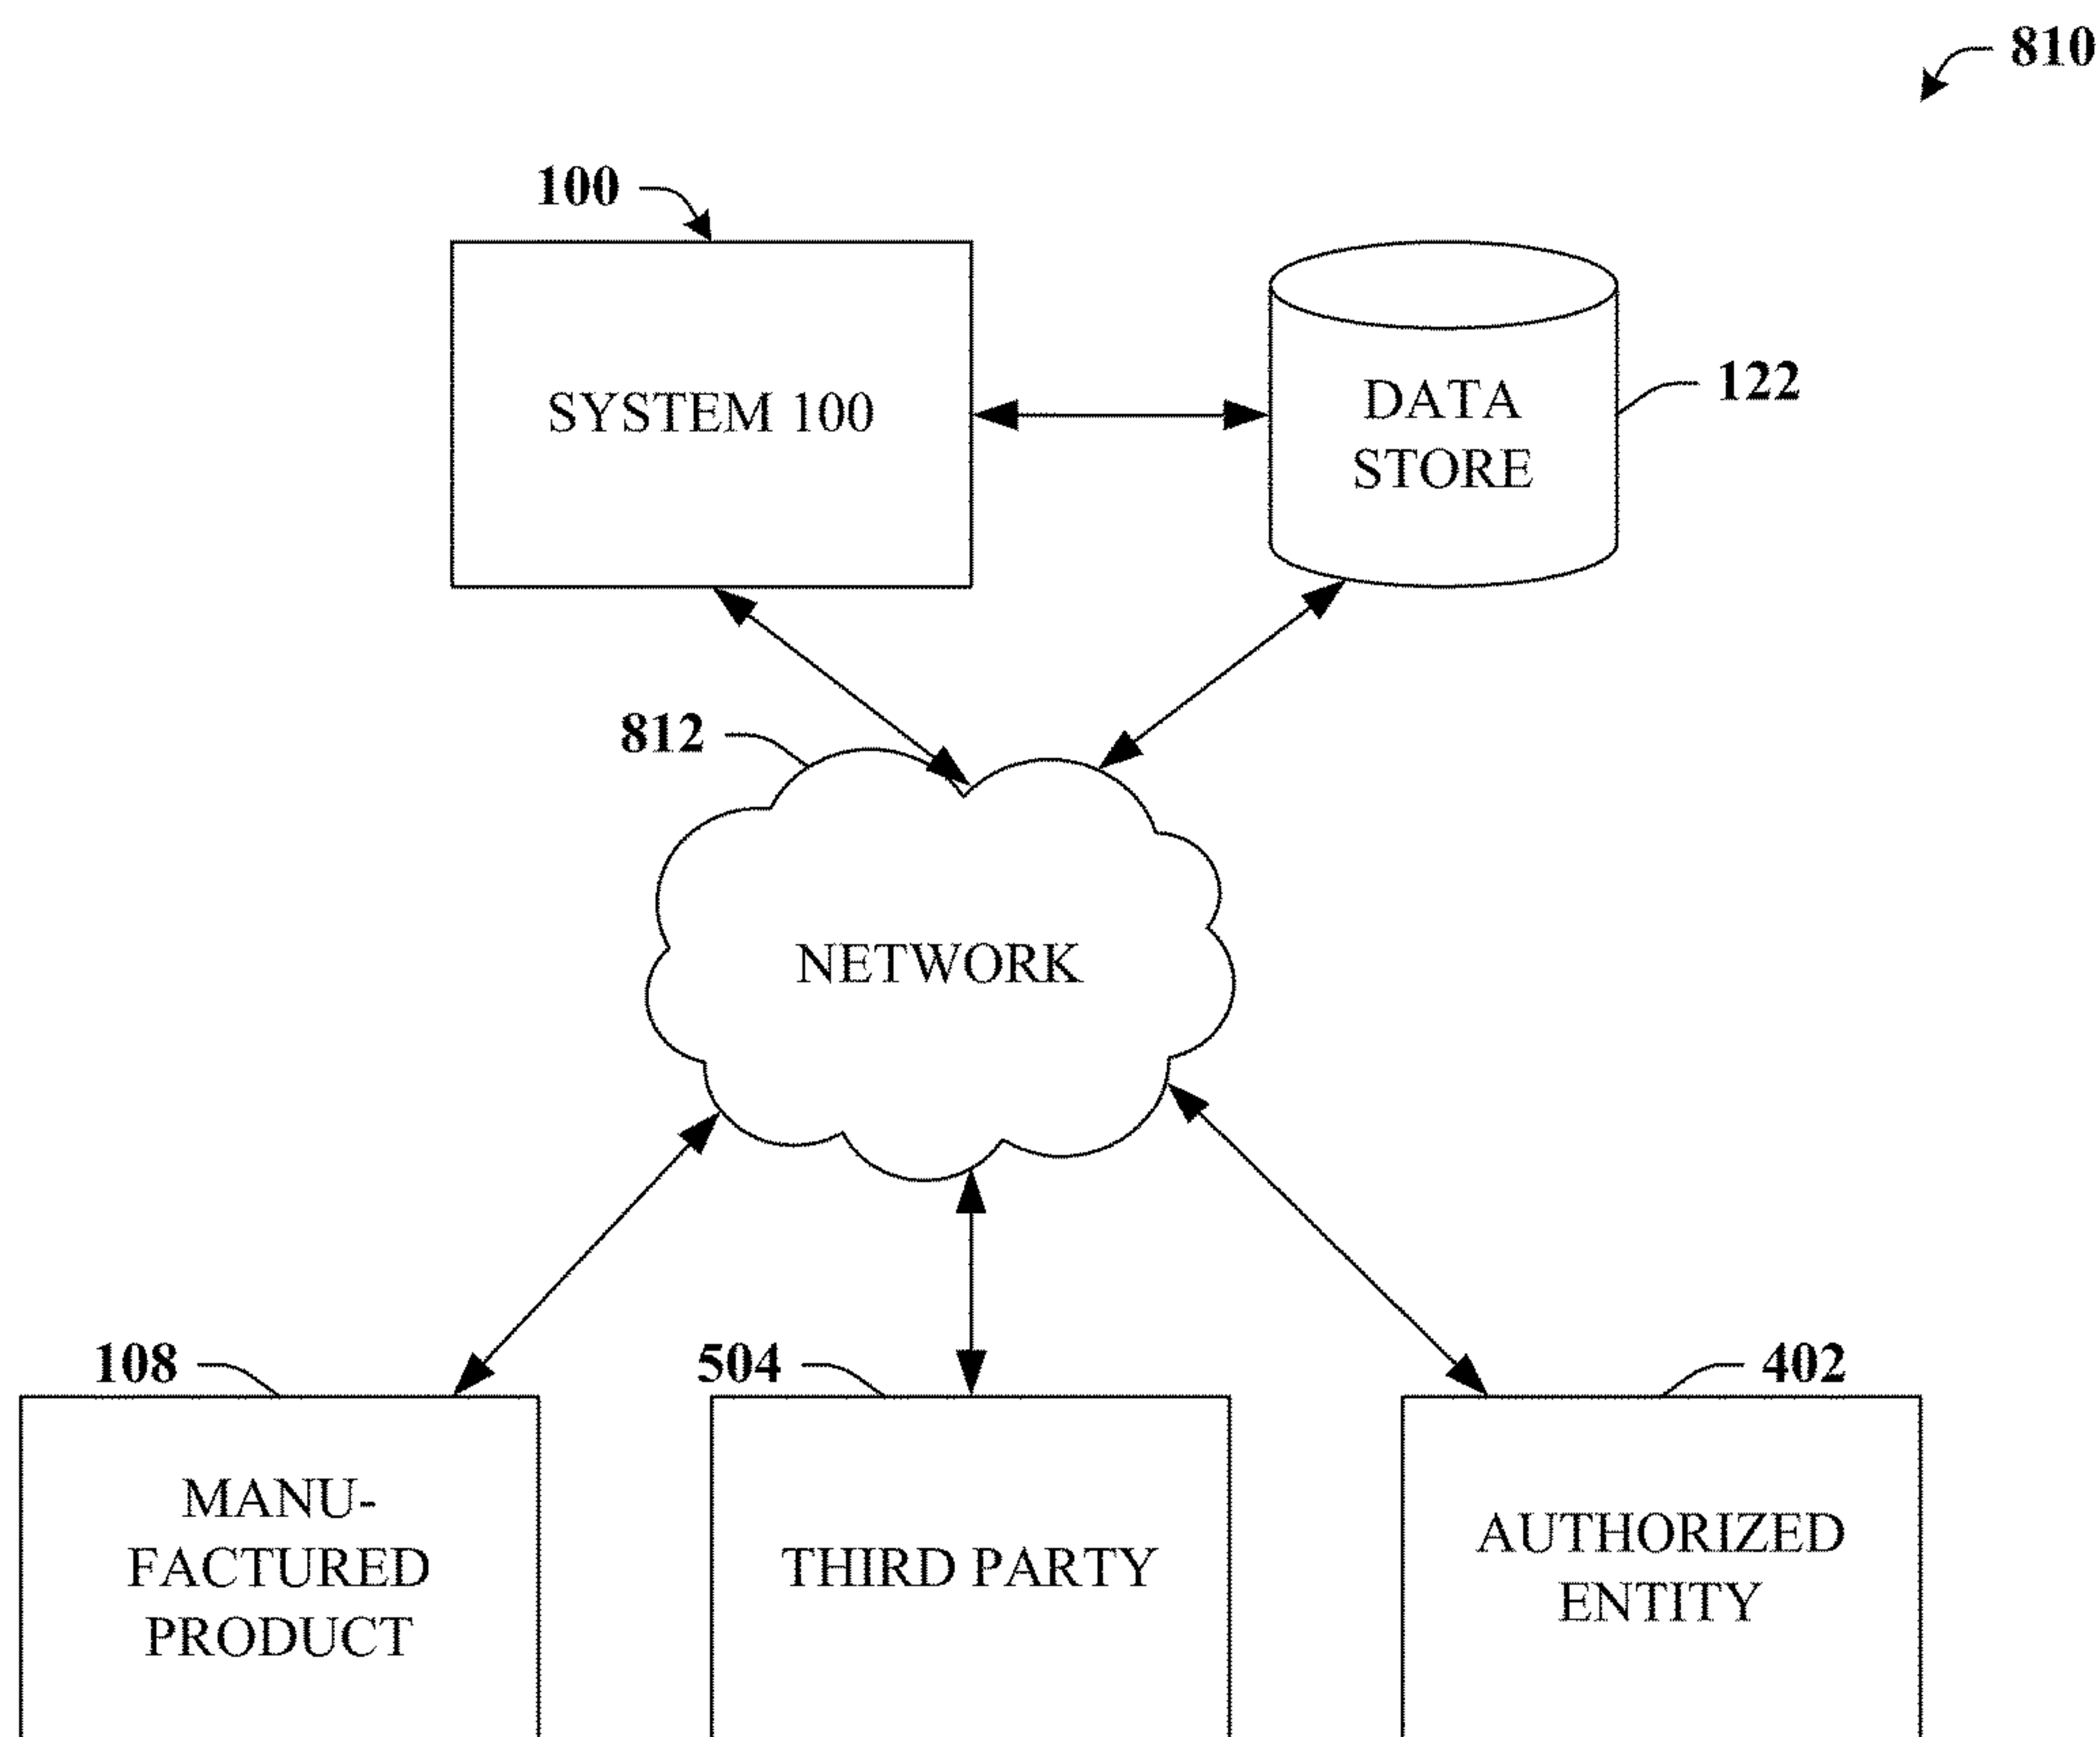 810
100
SYSTEM 100
DATA
STORE
122
812
NETWORK
108
504
402
MANU-
FACTURED
PRODUCT
THIRD PARTY
AUTHORIZED
ENTITY